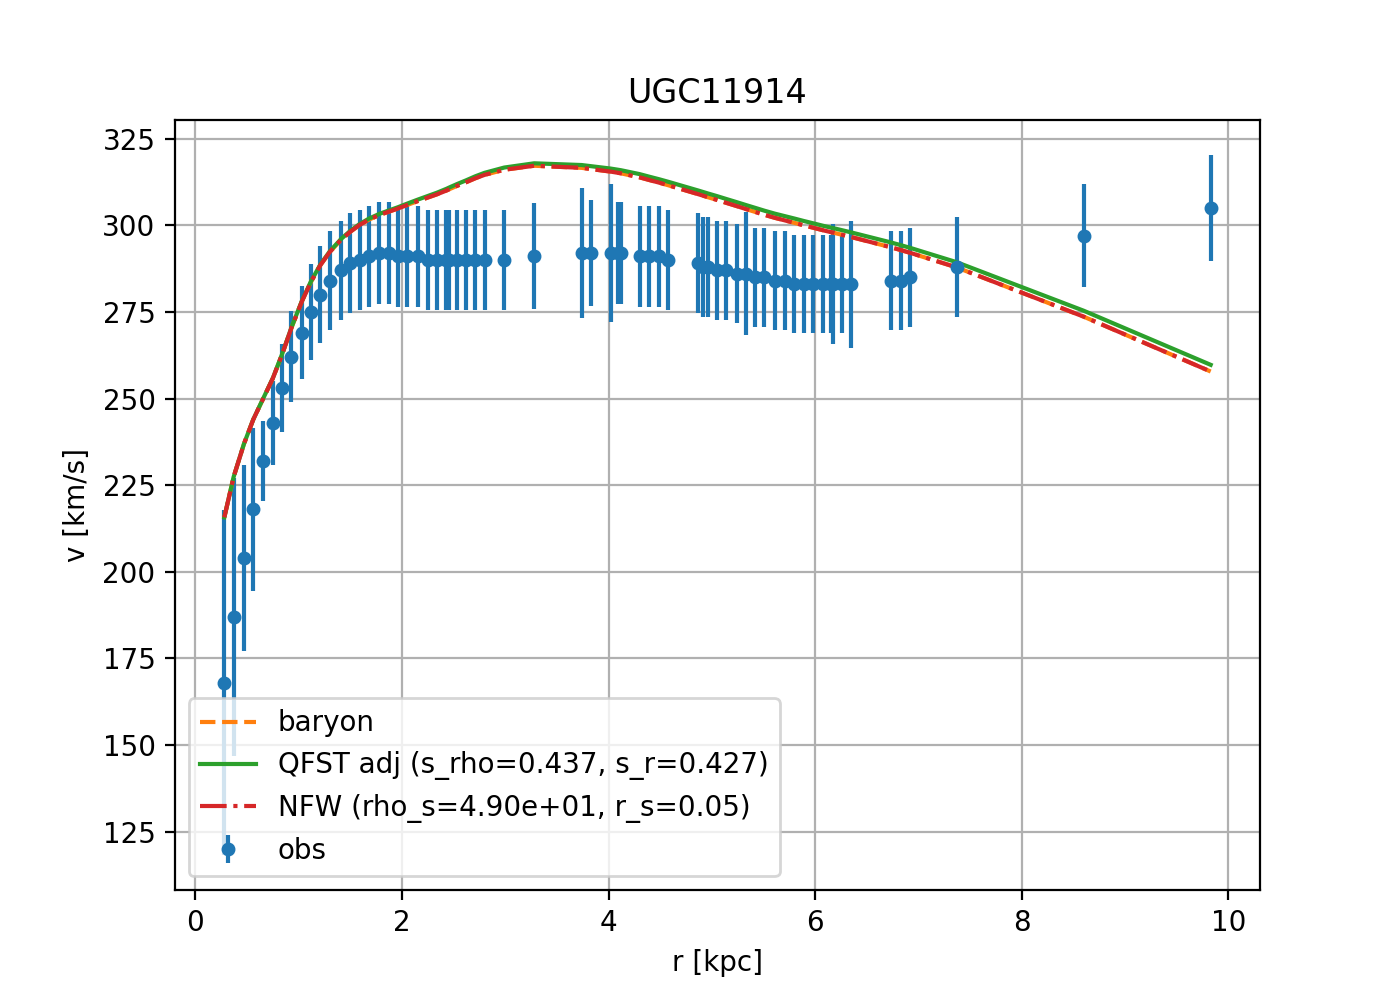 UGC11914
325
300
275
250
225
200
175
150
125
v [km/s]
baryon
QFST adj (s_rho=0.437, s_r=0.427)
NFW (rho_s=4.90e+01, r_s=0.05)
obs
0 2 4 6 8 10
r [kpc]